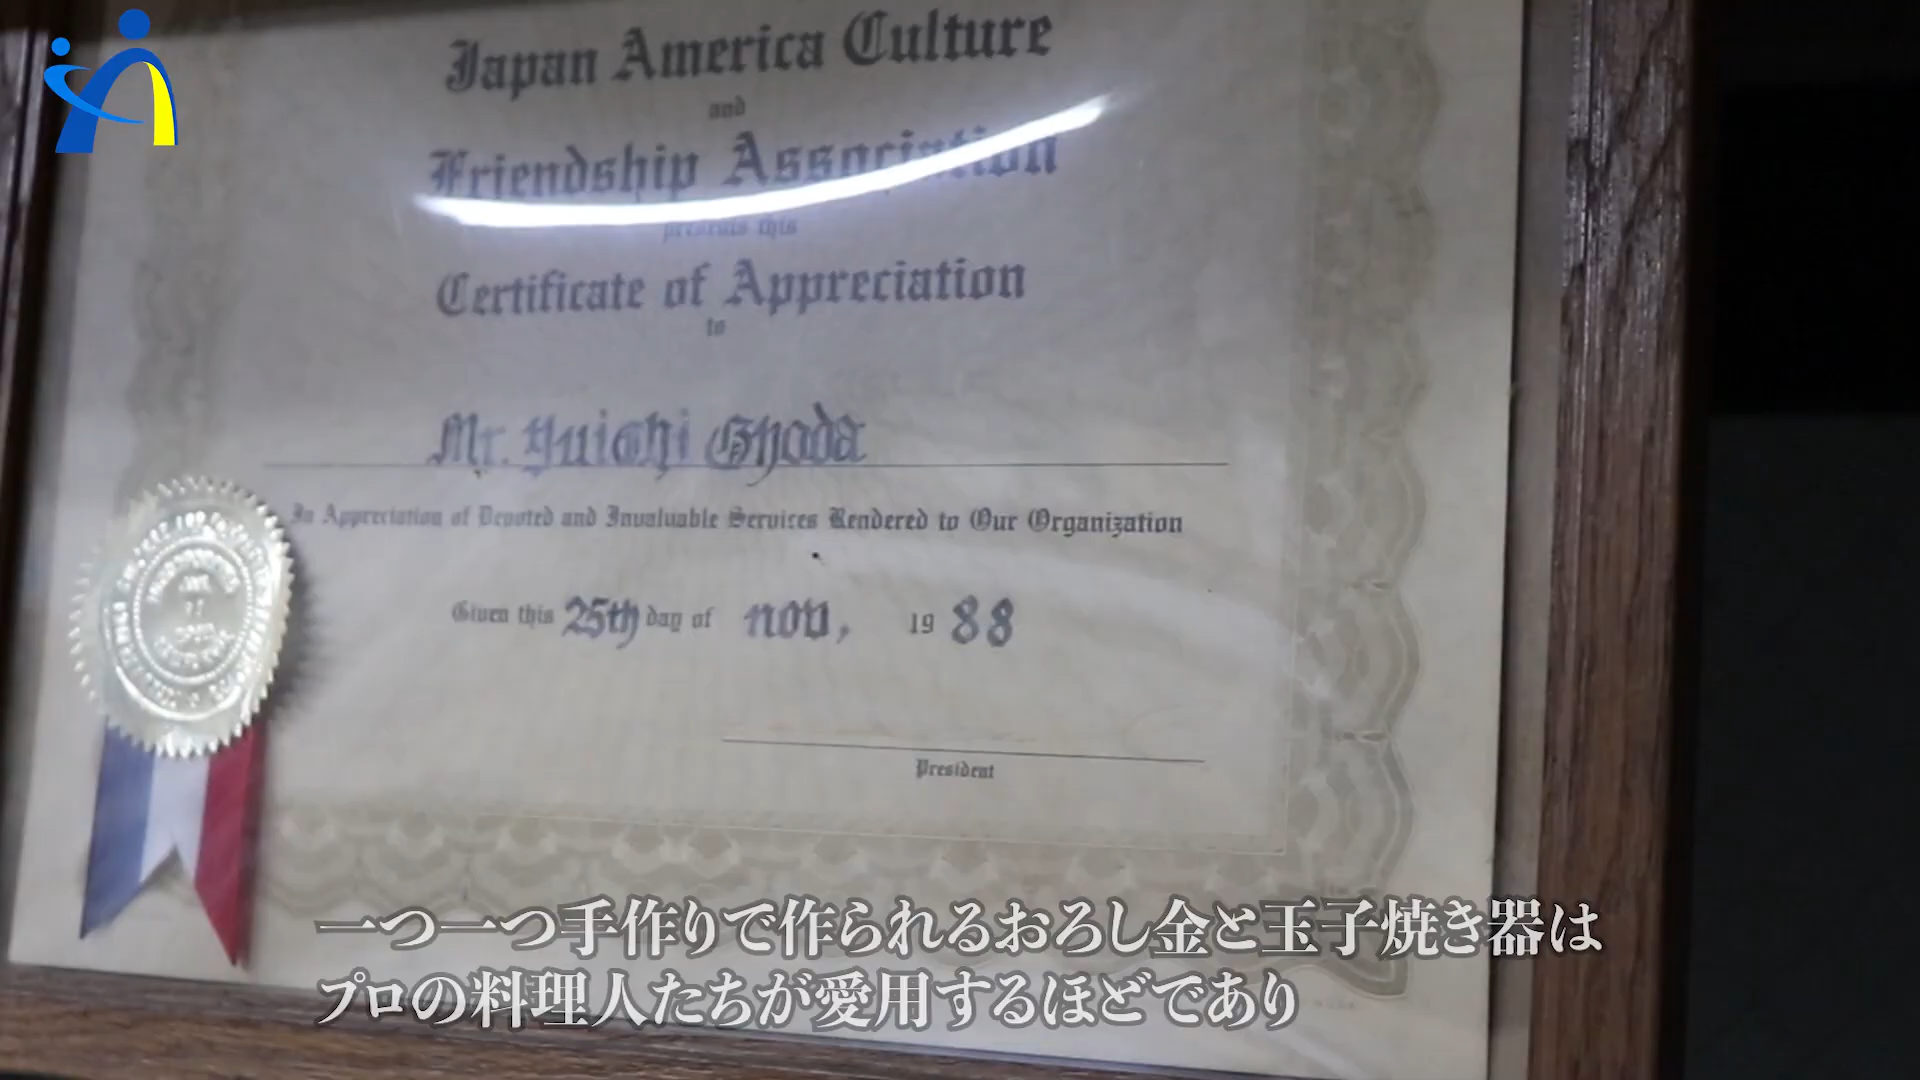 Japan America Culture
and
Friendship Association
presents this
Certificate of Appreciation
to
Mr. Yuichi Ghoda
In Appreciation of Devoted and Invaluable Services Rendered to Our Organization
Given this 25th day of nov, 1988
President
一つ一つ手作りで作られるおろし金と玉子焼き器は
プロの料理人たちが愛用するほどであり